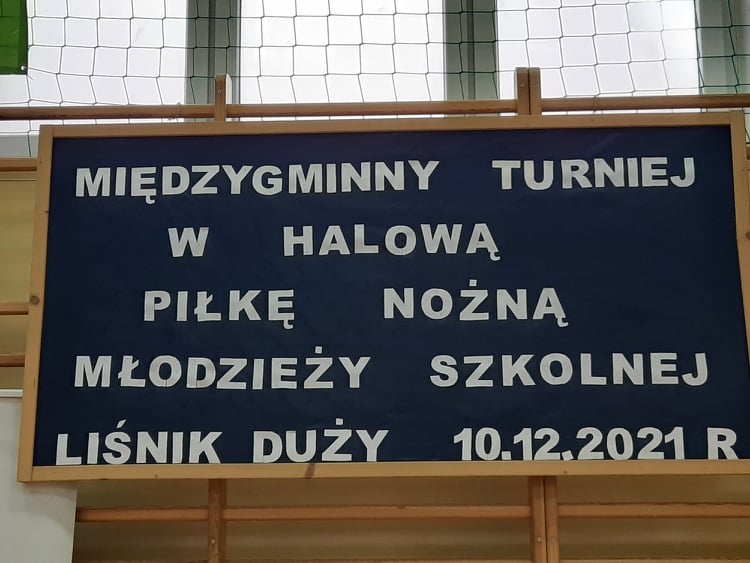 MIĘDZYGMINNY TURNIEJ
W HALOWĄ
PIŁKĘ NOŻNĄ
MŁODZIEŻY SZKOLNEJ
LIŚNIK DUŻY 10.12.2021 R